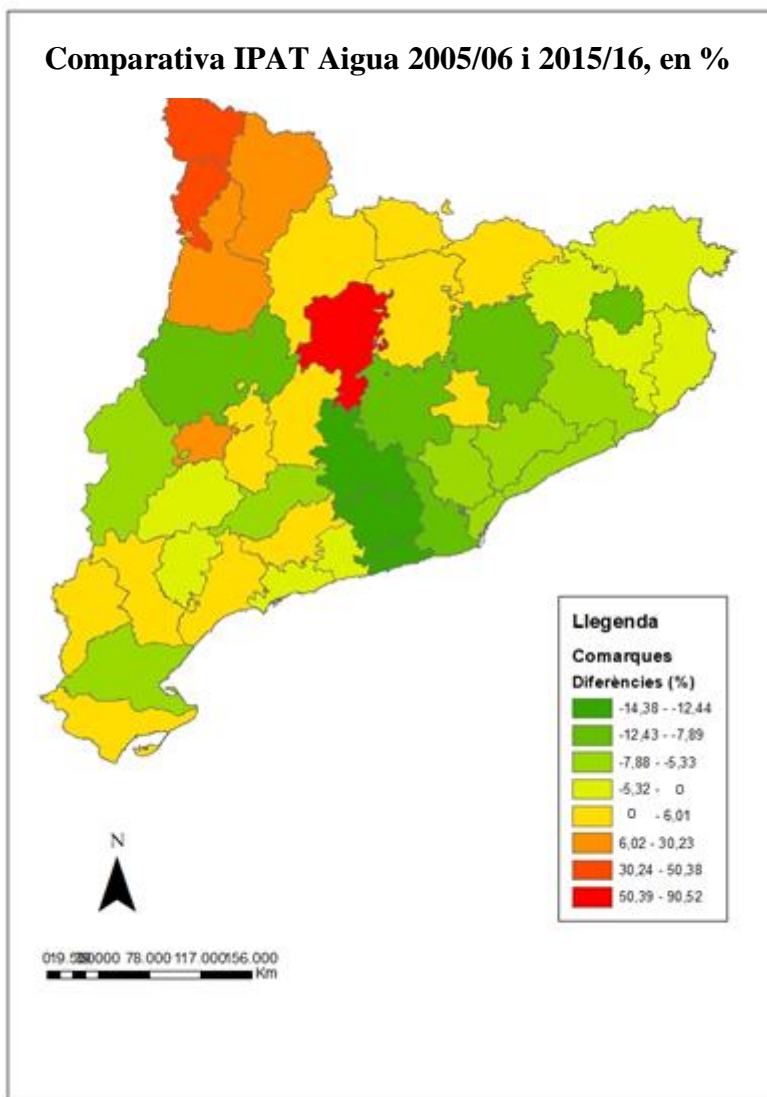 Comparativa IPAT Aigua 2005/06 i 2015/16, en %
Llegenda
Comarques
Diferències (%)
-14,38 - -12,44
-12,43 - -7,89
-7,88 - -5,33
-5,32 - 0
0 - 6,01
6,02 - 30,23
30,24 - 50,38
50,39 - 90,52
N
78.000 117.000 156.000
Km